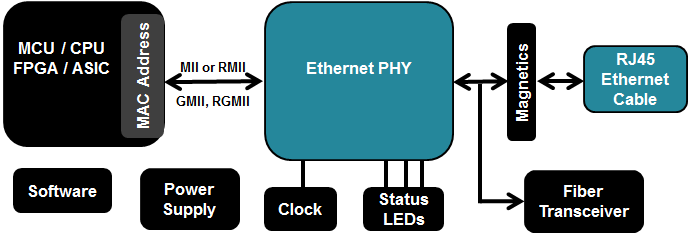 MCU / CPU
FPGA / ASIC
MAC Address
MII or RMII
GMII, RGMII
Ethernet PHY
Magnetics
RJ45
Ethernet
Cable
Software
Power
Supply
Clock
Status
LEDs
Fiber
Transceiver